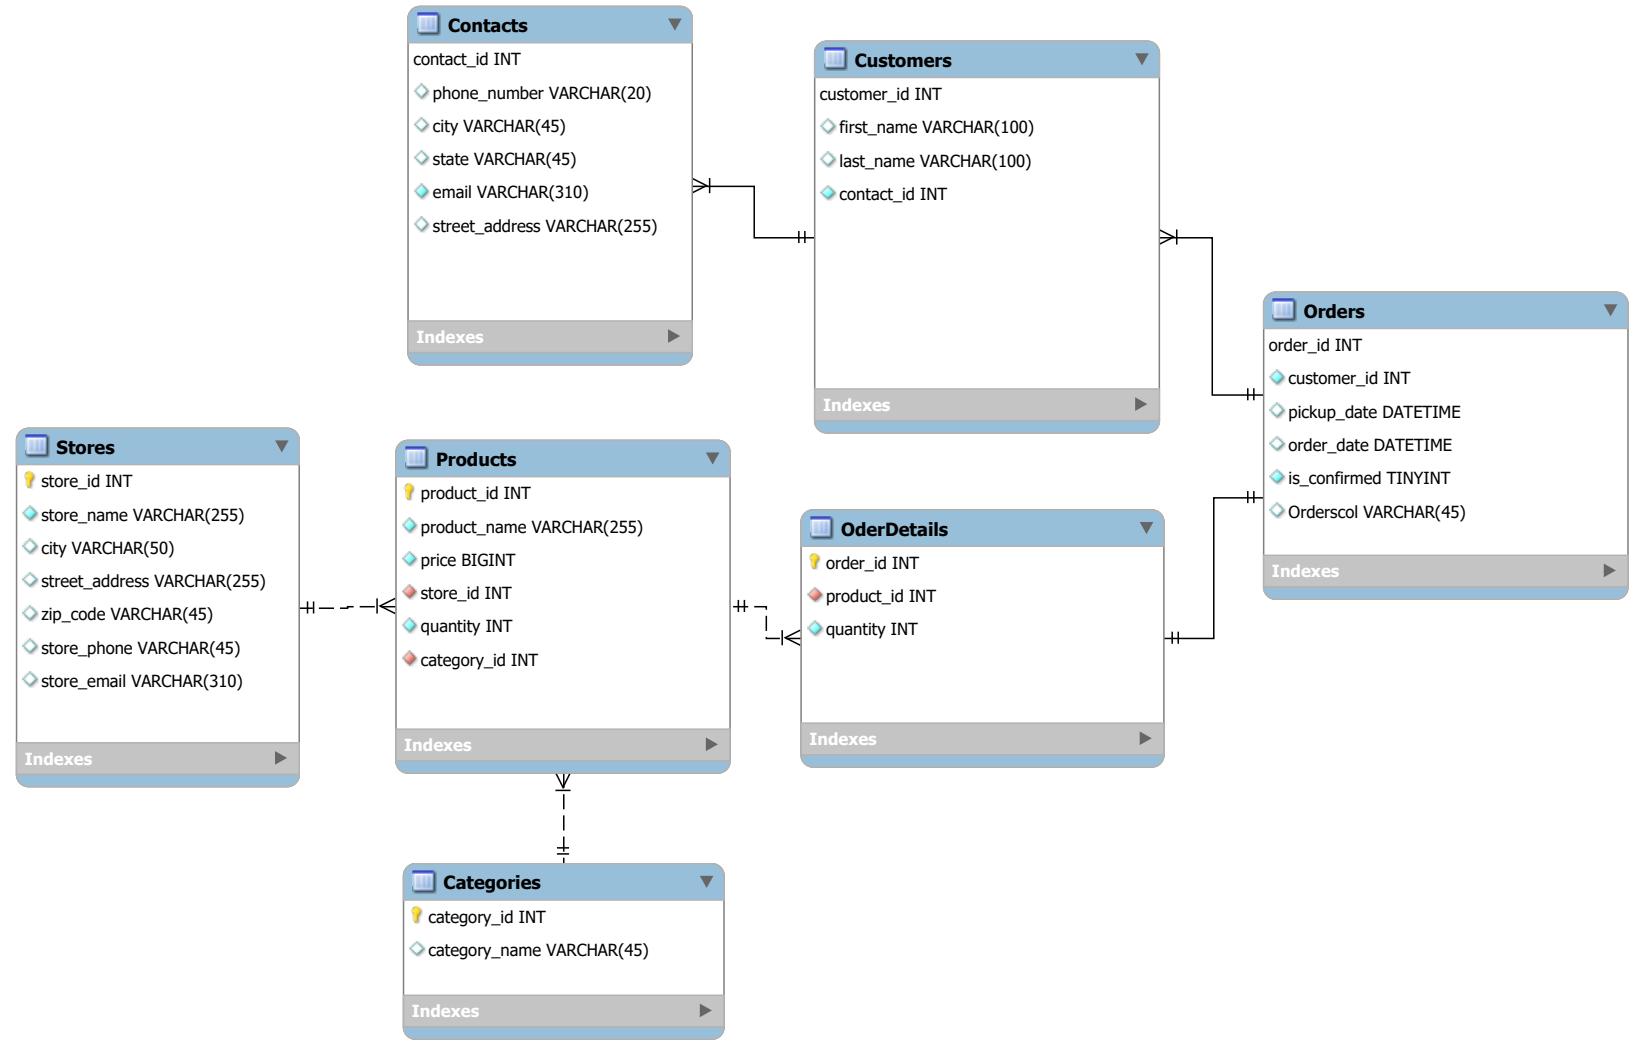 Contacts
contact_id INT
phone_number VARCHAR(20)
city VARCHAR(45)
state VARCHAR(45)
email VARCHAR(310)
street_address VARCHAR(255)
Indexes
Customers
customer_id INT
first_name VARCHAR(100)
last_name VARCHAR(100)
contact_id INT
Indexes
Orders
order_id INT
customer_id INT
pickup_date DATETIME
order_date DATETIME
is_confirmed TINYINT
Orderscol VARCHAR(45)
Indexes
Stores
store_id INT
store_name VARCHAR(255)
city VARCHAR(50)
street_address VARCHAR(255)
zip_code VARCHAR(45)
store_phone VARCHAR(45)
store_email VARCHAR(310)
Indexes
Products
product_id INT
product_name VARCHAR(255)
price BIGINT
store_id INT
quantity INT
category_id INT
Indexes
OderDetails
order_id INT
product_id INT
quantity INT
Indexes
Categories
category_id INT
category_name VARCHAR(45)
Indexes